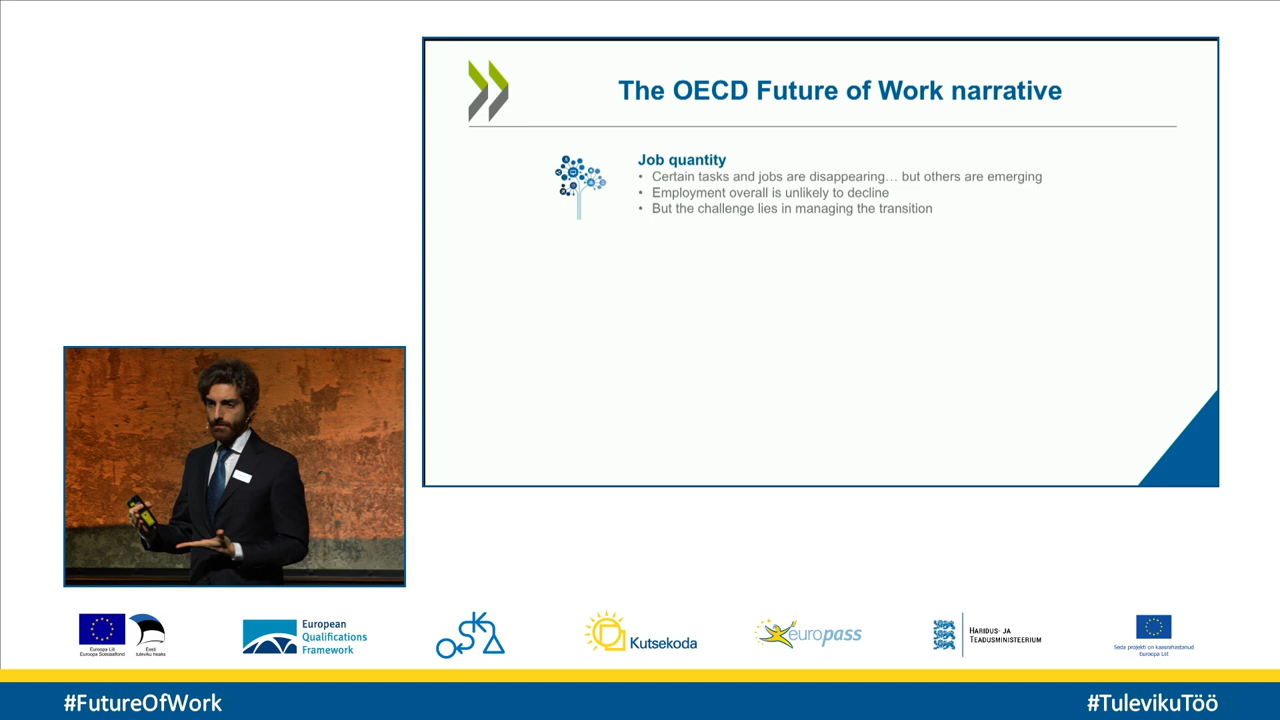 The OECD Future of Work narrative
Job quantity
• Certain tasks and jobs are disappearing… but others are emerging
• Employment overall is unlikely to decline
• But the challenge lies in managing the transition
Euroopa Liit
Euroopa Sotsiaalfond
Eesti
tuleviku heaks
European
Qualifications
Framework
OSKA
Kutsekoda
europass
HARIDUS- JA
TEADUSMINISTEERIUM
Seda projekti on kaasrahastanud
Euroopa Liit
#FutureOfWork
#TulevikuTöö